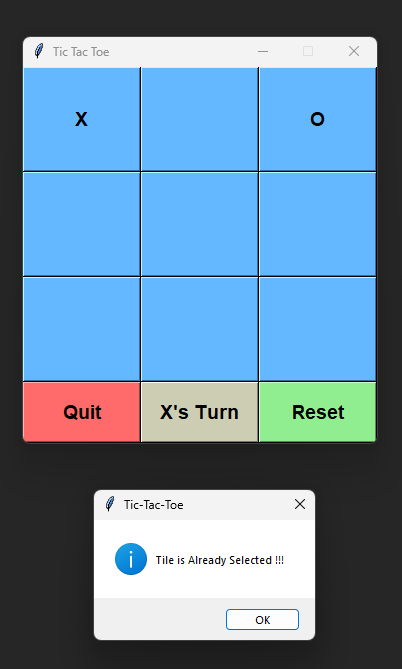 Tic Tac Toe
X O
Quit X's Turn Reset
Tic-Tac-Toe
Tile is Already Selected !!!
OK